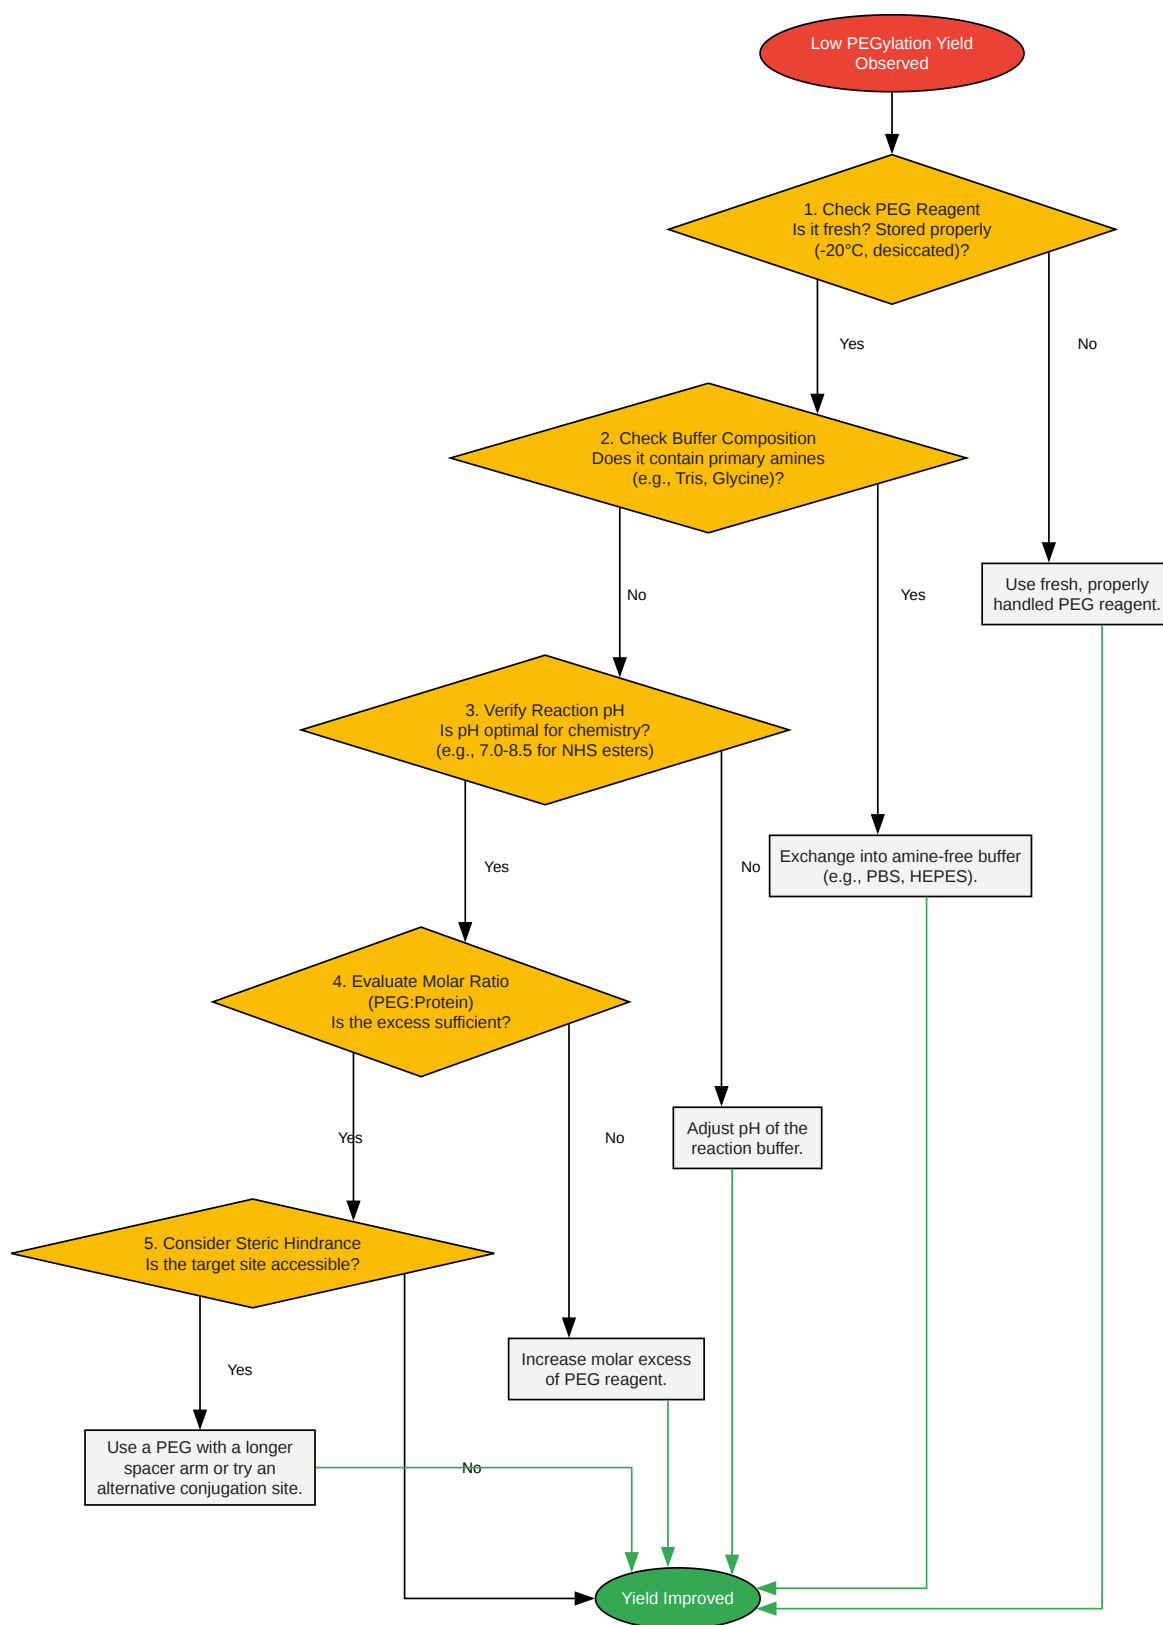 Low PEGylation Yield
Observed
1. Check PEG Reagent
Is it fresh? Stored properly
(-20°C, desiccated)?
Yes
No
2. Check Buffer Composition
Does it contain primary amines
(e.g., Tris, Glycine)?
Use fresh, properly
handled PEG reagent.
No
Yes
3. Verify Reaction pH
Is pH optimal for chemistry?
(e.g., 7.0-8.5 for NHS esters)
Yes
No
Exchange into amine-free buffer
(e.g., PBS, HEPES).
4. Evaluate Molar Ratio
(PEG:Protein)
Is the excess sufficient?
Yes
No
Adjust pH of the
reaction buffer.
5. Consider Steric Hindrance
Is the target site accessible?
Yes
Increase molar excess
of PEG reagent.
Use a PEG with a longer
spacer arm or try an
alternative conjugation site.
No
Yield Improved